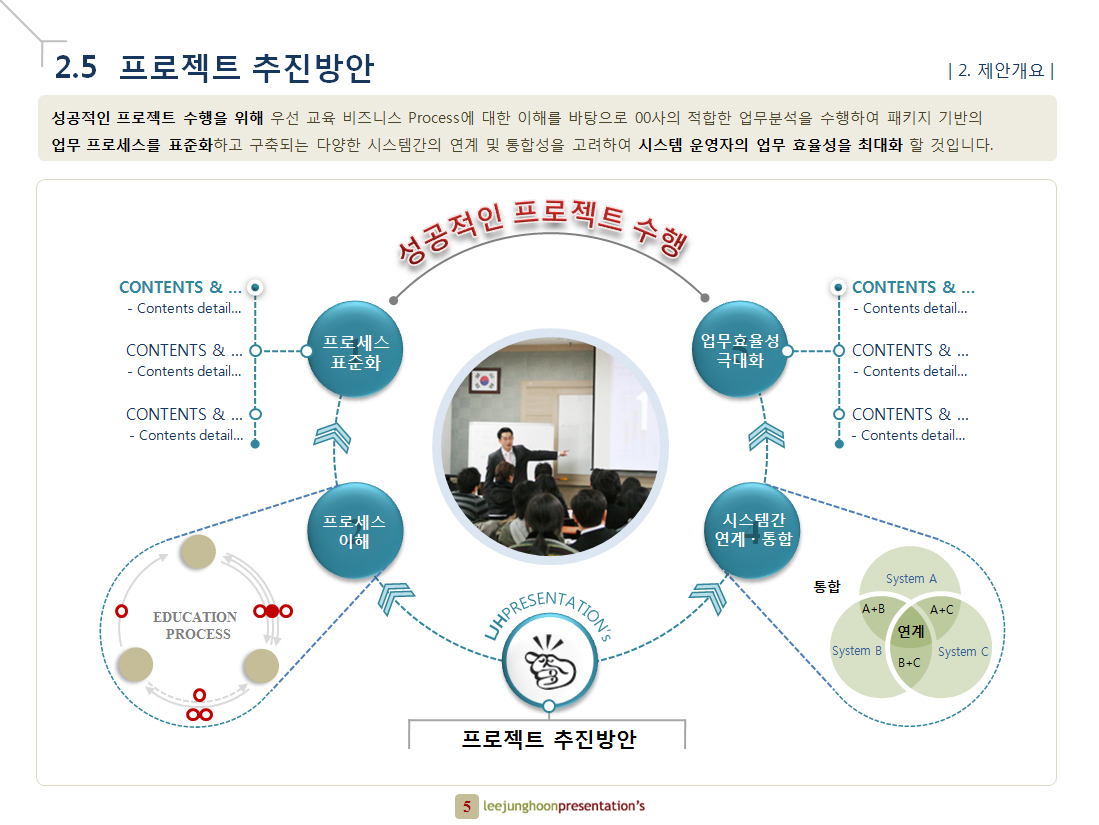 2.5 프로젝트 추진방안
| 2. 제안개요 |
성공적인 프로젝트 수행을 위해 우선 교육 비즈니스 Process에 대한 이해를 바탕으로 00사의 적합한 업무분석을 수행하여 패키지 기반의
업무 프로세스를 표준화하고 구축되는 다양한 시스템간의 연계 및 통합성을 고려하여 시스템 운영자의 업무 효율성을 최대화 할 것입니다.
성공적인 프로젝트 수행
CONTENTS & ...
- Contents detail...
CONTENTS & ...
- Contents detail...
CONTENTS & ...
- Contents detail...
프로세스
표준화
업무효율성
극대화
CONTENTS & ...
- Contents detail...
CONTENTS & ...
- Contents detail...
CONTENTS & ...
- Contents detail...
프로세스
이해
시스템간
연계·통합
EDUCATION
PROCESS
통합
System A
A+B
A+C
연계
System B
System C
B+C
LJHPRESENTATION's
프로젝트 추진방안
5 leejunghoonpresentation's